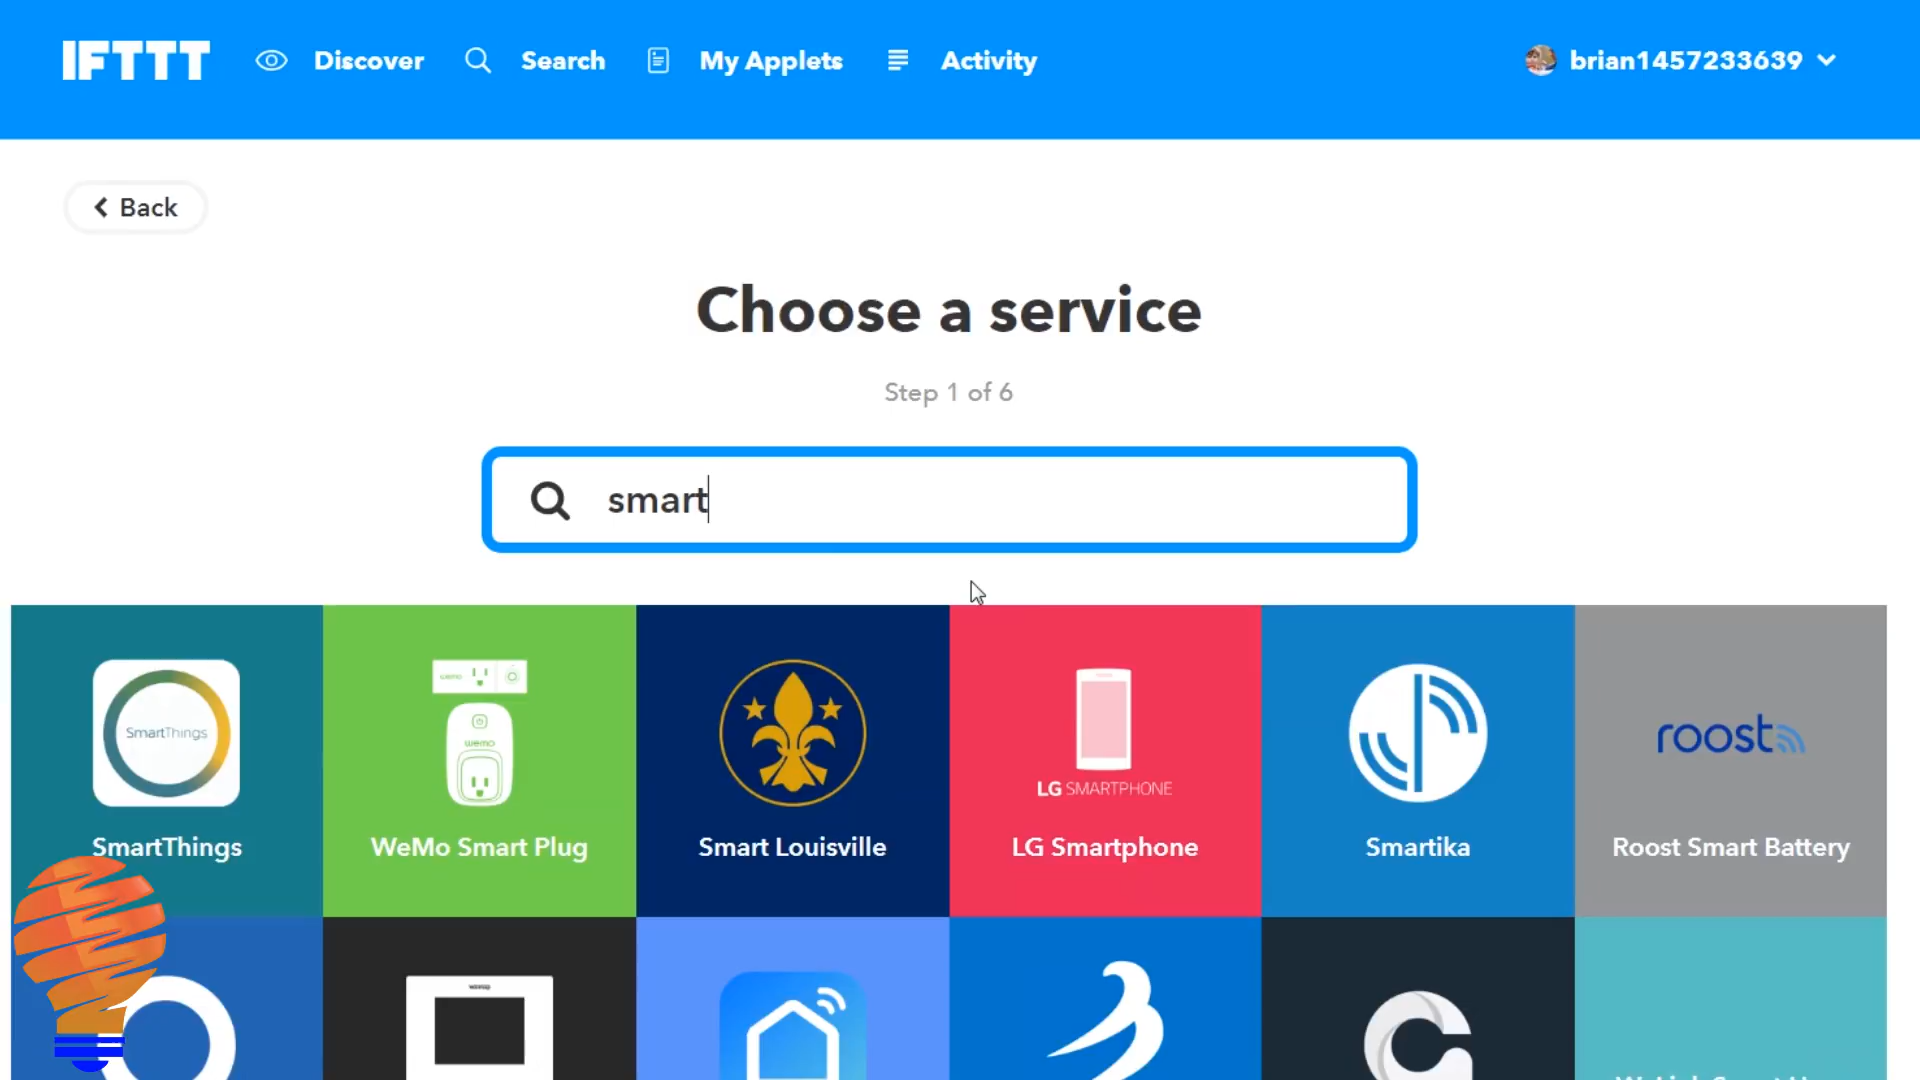 IFTTT Discover Search My Applets Activity brian1457233639
Back
Choose a service
Step 1 of 6
smart
SmartThings
wemo
wemo
LG SMARTPHONE
roost
SmartThings
WeMo Smart Plug
Smart Louisville
LG Smartphone
Smartika
Roost Smart Battery